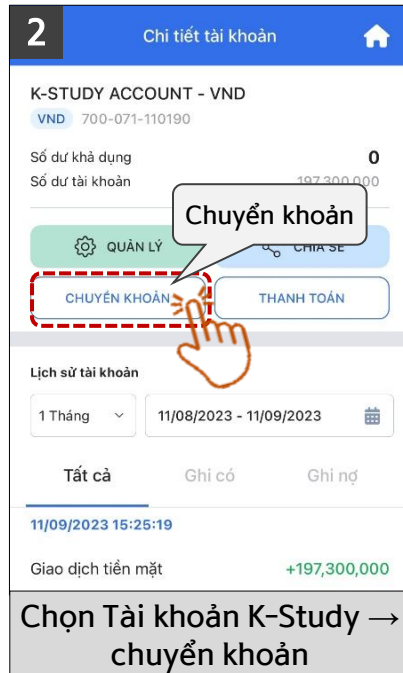 2
Chi tiết tài khoản
K-STUDY ACCOUNT - VND
VND 700-071-110190
Số dư khả dụng 0
Số dư tài khoản 197,300,000
Chuyển khoản
QUẢN LÝ CHIA SẺ
CHUYỂN KHOẢN THANH TOÁN
Lịch sử tài khoản
1 Tháng 11/08/2023 - 11/09/2023
Tất cả Ghi có Ghi nợ
11/09/2023 15:25:19
Giao dịch tiền mặt +197,300,000
Chọn Tài khoản K-Study →
chuyển khoản